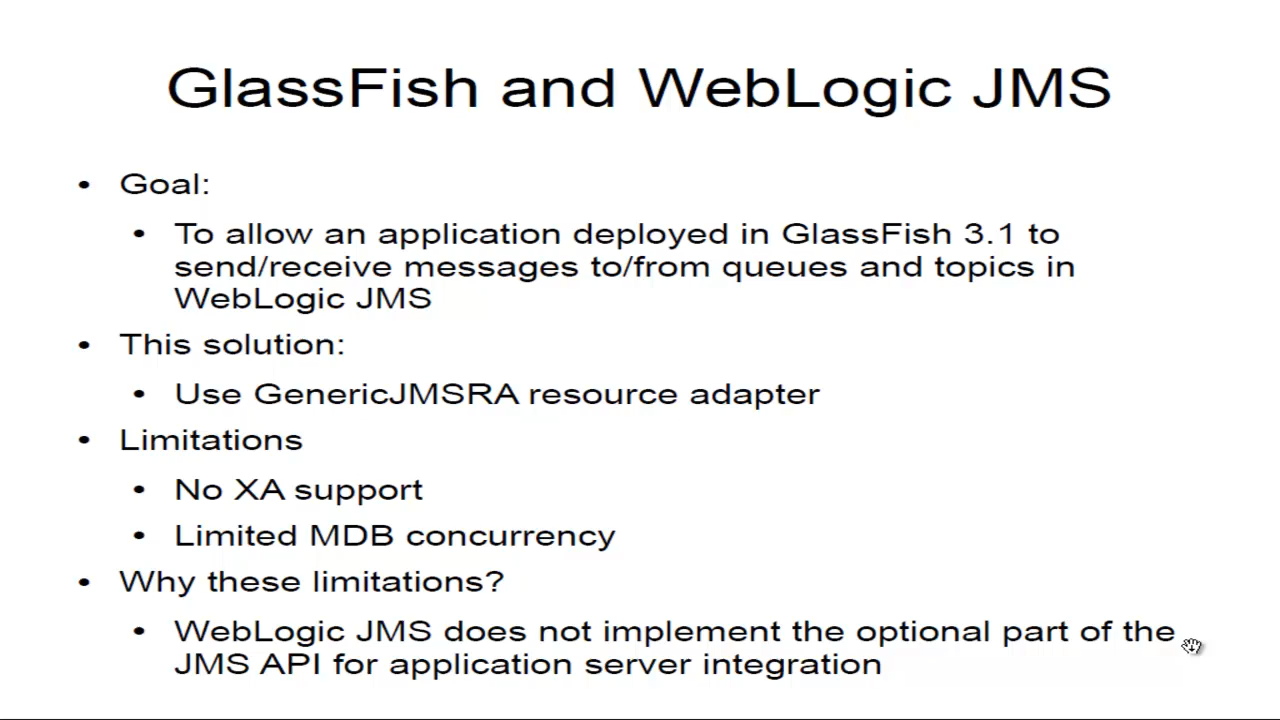 GlassFish and WebLogic JMS
• Goal:
• To allow an application deployed in GlassFish 3.1 to
send/receive messages to/from queues and topics in
WebLogic JMS
• This solution:
• Use GenericJMSRA resource adapter
• Limitations
• No XA support
• Limited MDB concurrency
• Why these limitations?
• WebLogic JMS does not implement the optional part of the
JMS API for application server integration